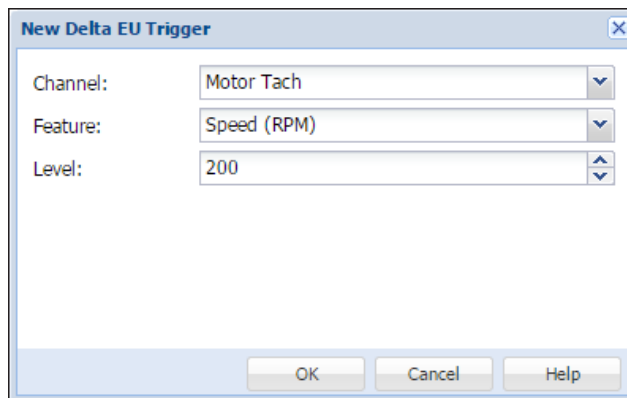 New Delta EU Trigger
Channel: Motor Tach
Feature: Speed (RPM)
Level: 200
OK Cancel Help